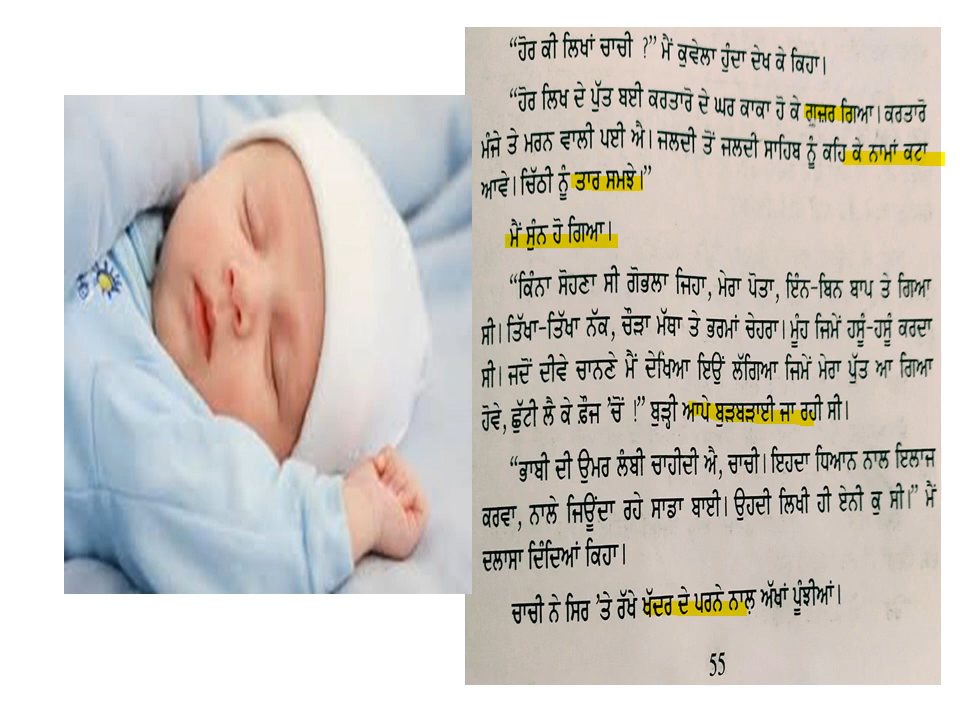 “ਹੋਰ ਕੀ ਲਿਖਾਂ ਚਾਚੀ ?” ਮੈਂ ਕੁਵੇਲਾ ਹੁੰਦਾ ਦੇਖ ਕੇ ਕਿਹਾ।
“ਹੋਰ ਲਿਖ ਦੇ ਪੁੱਤ ਬਈ ਕਰਤਾਰੋ ਦੇ ਘਰ ਕਾਕਾ ਹੋ ਕੇ ਗੁਜ਼ਰ ਗਿਆ। ਕਰਤਾਰੋ
ਮੰਜੇ ਤੇ ਮਰਨ ਵਾਲੀ ਪਈ ਐ। ਜਲਦੀ ਤੋਂ ਜਲਦੀ ਸਾਹਿਬ ਨੂੰ ਕਹਿ ਕੇ ਨਾਮਾਂ ਕਟਾ
ਆਵੇ। ਚਿੱਠੀ ਨੂੰ ਤਾਰ ਸਮਝੇ।”
ਮੈਂ ਸੁੰਨ ਹੋ ਗਿਆ।
“ਕਿੰਨਾ ਸੋਹਣਾ ਸੀ ਗੋਭਲਾ ਜਿਹਾ, ਮੇਰਾ ਪੋਤਾ, ਇੰਨ-ਬਿਨ ਬਾਪ ਤੇ ਗਿਆ
ਸੀ। ਤਿੱਖਾ-ਤਿੱਖਾ ਨੱਕ, ਚੌੜਾ ਮੱਥਾ ਤੇ ਭਰਮਾਂ ਚੇਹਰਾ। ਮੂੰਹ ਜਿਮੇਂ ਹਸੂੰ-ਹਸੂੰ ਕਰਦਾ
ਸੀ। ਜਦੋਂ ਦੀਵੇ ਚਾਨਣੇ ਮੈਂ ਦੇਖਿਆ ਇਉਂ ਲੱਗਿਆ ਜਿਮੇਂ ਮੇਰਾ ਪੁੱਤ ਆ ਗਿਆ
ਹੋਵੇ, ਛੁੱਟੀ ਲੈ ਕੇ ਫ਼ੌਜ ’ਚੋਂ !” ਬੁੜ੍ਹੀ ਆਪੇ ਬੁੜਬੜਾਈ ਜਾ ਰਹੀ ਸੀ।
“ਭਾਬੀ ਦੀ ਉਮਰ ਲੰਬੀ ਚਾਹੀਦੀ ਐ, ਚਾਚੀ। ਇਹਦਾ ਧਿਆਨ ਨਾਲ ਇਲਾਜ
ਕਰਵਾ, ਨਾਲੇ ਜਿਊਂਦਾ ਰਹੇ ਸਾਡਾ ਬਾਈ। ਉਹਦੀ ਲਿਖੀ ਹੀ ਏਨੀ ਕੁ ਸੀ।” ਮੈਂ
ਦਲਾਸਾ ਦਿੰਦਿਆਂ ਕਿਹਾ।
ਚਾਚੀ ਨੇ ਸਿਰ ’ਤੇ ਰੱਖੇ ਖੱਦਰ ਦੇ ਪਰਨੇ ਨਾਲ਼ ਅੱਖਾਂ ਪੂੰਝੀਆਂ।
55